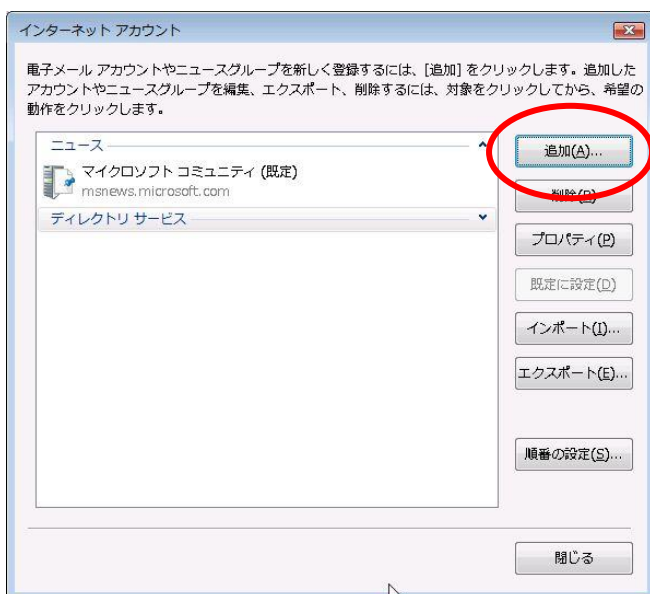 インターネット アカウント
電子メール アカウントやニュースグループを新しく登録するには、[追加] をクリックします。追加した
アカウントやニュースグループを編集、エクスポート、削除するには、対象をクリックしてから、希望の
動作をクリックします。
ニュース
マイクロソフト コミュニティ (既定)
msnews.microsoft.com
ディレクトリ サービス
追加(A)...
削除(R)
プロパティ(P)
既定に設定(D)
インポート(I)...
エクスポート(E)...
順番の設定(S)...
閉じる